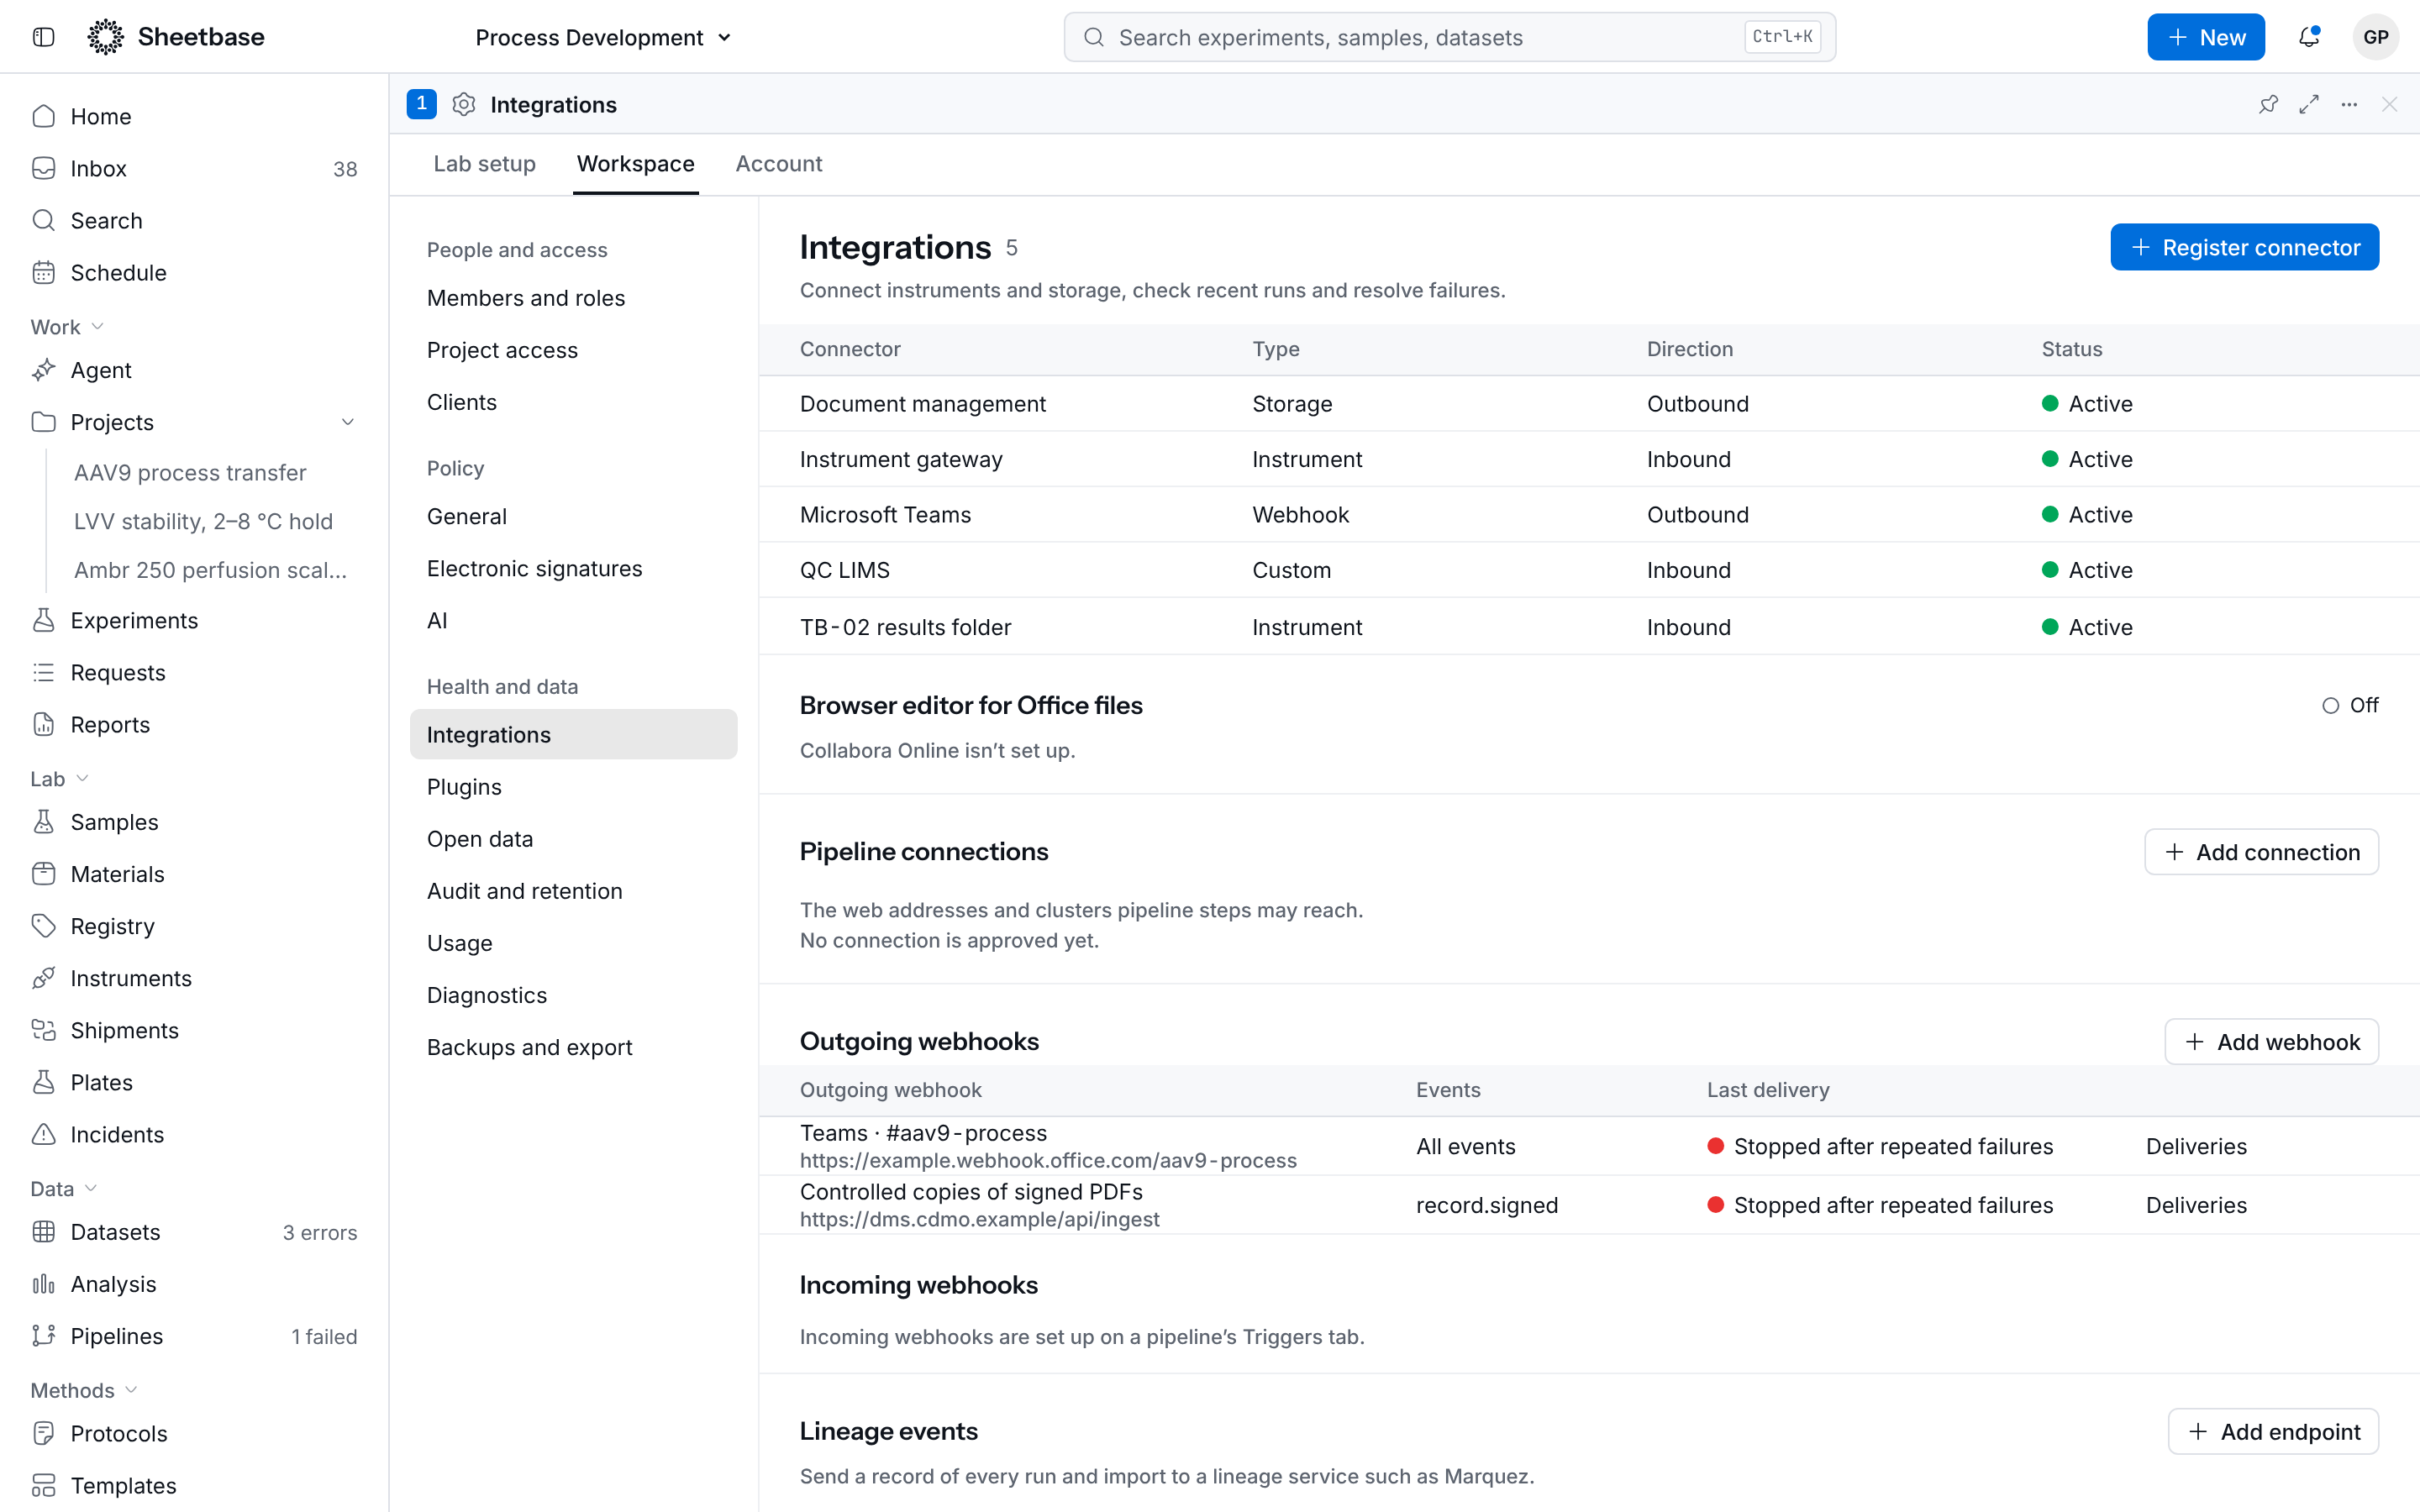 Sheetbase
Process Development
Search experiments, samples, datasets
Ctrl+K
New
GP
Home
Inbox 38
Search
Schedule
Work
Agent
Projects
AAV9 process transfer
LVV stability, 2–8 °C hold
Ambr 250 perfusion scal...
Experiments
Requests
Reports
Lab
Samples
Materials
Registry
Instruments
Shipments
Plates
Incidents
Data
Datasets 3 errors
Analysis
Pipelines 1 failed
Methods
Protocols
Templates
1 Integrations
Lab setup Workspace Account
People and access
Members and roles
Project access
Clients
Policy
General
Electronic signatures
AI
Health and data
Integrations
Plugins
Open data
Audit and retention
Usage
Diagnostics
Backups and export
Integrations 5
Register connector
Connect instruments and storage, check recent runs and resolve failures.
Connector Type Direction Status
Document management Storage Outbound Active
Instrument gateway Instrument Inbound Active
Microsoft Teams Webhook Outbound Active
QC LIMS Custom Inbound Active
TB-02 results folder Instrument Inbound Active
Browser editor for Office files Off
Collabora Online isn’t set up.
Pipeline connections
Add connection
The web addresses and clusters pipeline steps may reach.
No connection is approved yet.
Outgoing webhooks
Add webhook
Outgoing webhook Events Last delivery
Teams · #aav9-process
https://example.webhook.office.com/aav9-process
All events Stopped after repeated failures Deliveries
Controlled copies of signed PDFs
https://dms.cdmo.example/api/ingest
record.signed Stopped after repeated failures Deliveries
Incoming webhooks
Incoming webhooks are set up on a pipeline’s Triggers tab.
Lineage events
Add endpoint
Send a record of every run and import to a lineage service such as Marquez.